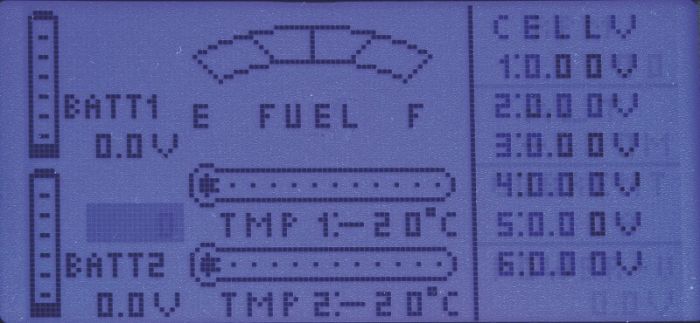 BATT1
0.0V
E FUEL F
TMP 1:-20°C
BATT2
0.0V
TMP 2:-20°C
CELLV
1:0.00V
2:0.00V
3:0.00V
4:0.00V
5:0.00V
6:0.00V